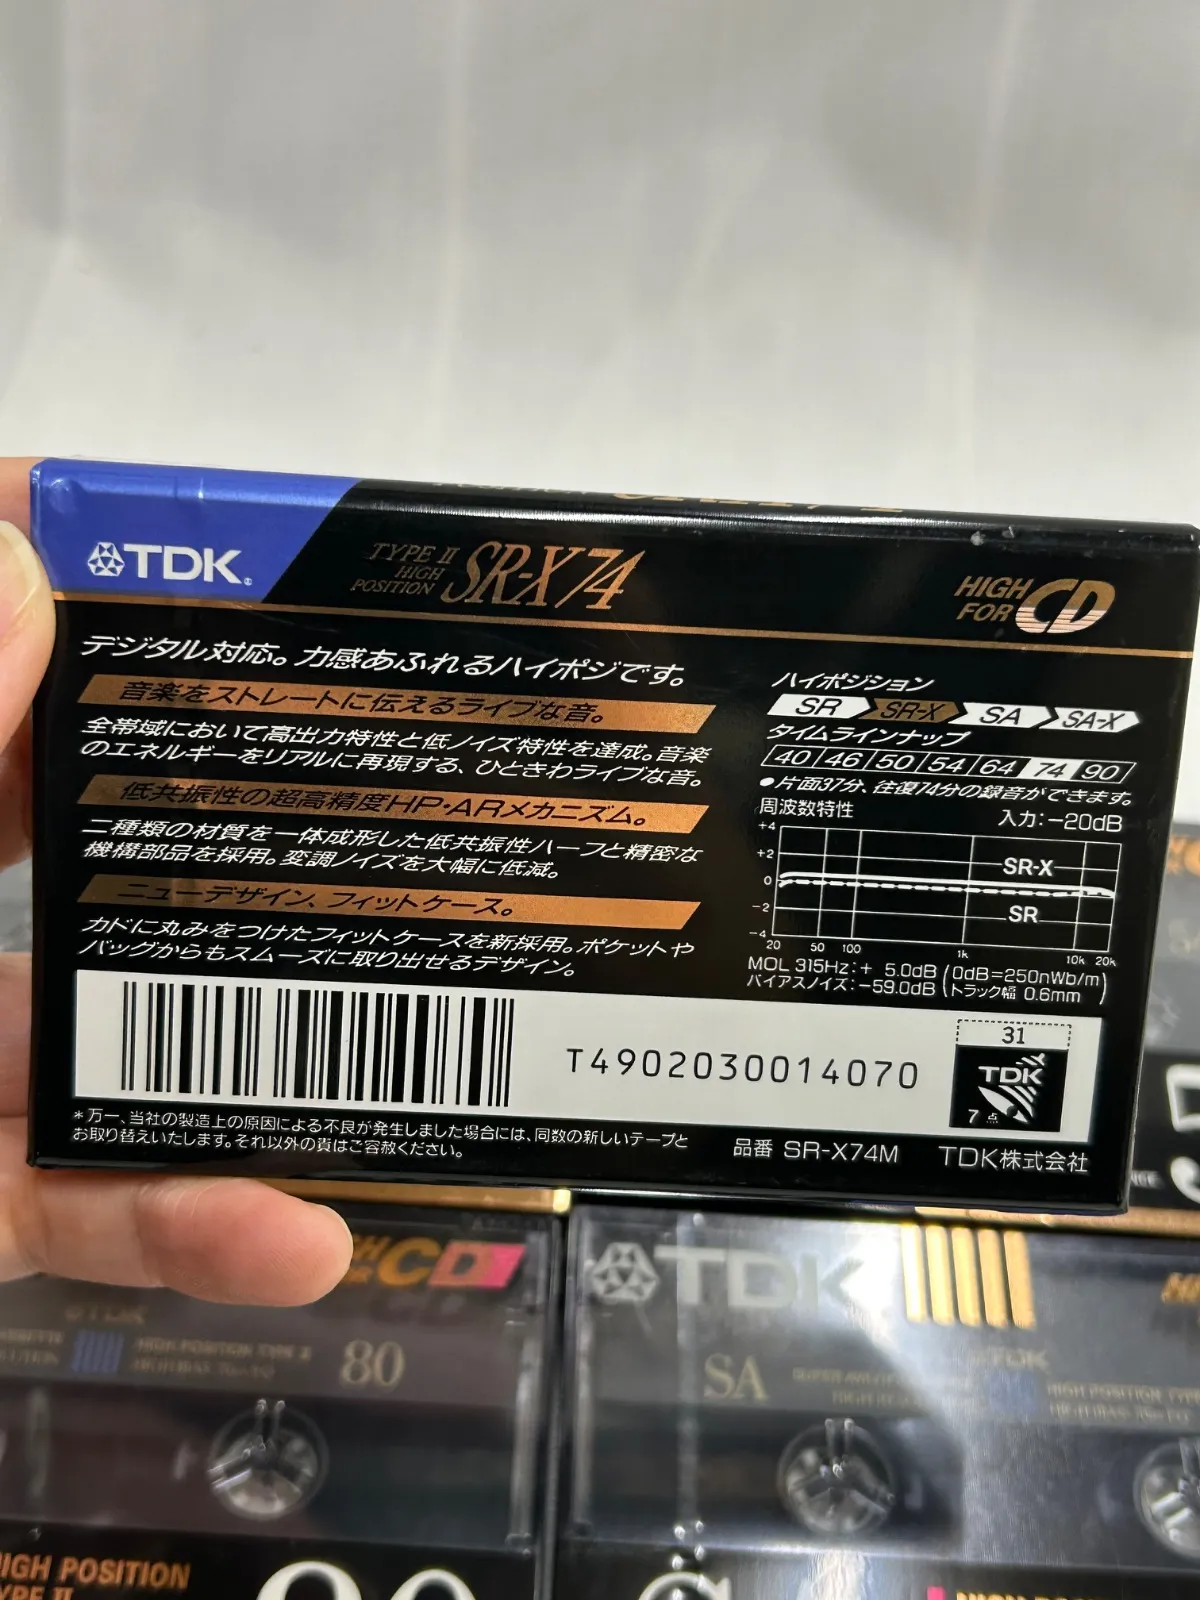 TDK
TYPE II
HIGH
POSITION
SR-X74
HIGH
FOR
CD
デジタル対応。力感あふれるハイポジです。
音楽をストレートに伝えるライブな音。
全帯域において高出力特性と低ノイズ特性を達成。音楽
のエネルギーをリアルに再現する、ひときわライブな音。
低共振性の超高精度HP・ARメカニズム。
二種類の材質を一体成形した低共振性ハーフと精密な
機構部品を採用。変調ノイズを大幅に低減。
ニューデザイン、フィットケース。
カドに丸みをつけたフィットケースを新採用。ポケットや
バッグからもスムーズに取り出せるデザイン。
ハイポジション
SR SR-X SA SA-X
タイムラインナップ
40 46 50 54 64 74 90
●片面37分、往復74分の録音ができます。
周波数特性 入力:-20dB
+4
+2
0
-2
-4
SR-X
SR
20 50 100 1k 10k 20k
MOL 315Hz:+ 5.0dB (0dB=250nWb/m)
バイアスノイズ:-59.0dB (トラック幅 0.6mm)
T4902030014070
31
TDK
7点
*万一、当社の製造上の原因による不良が発生しました場合には、同数の新しいテープと
お取り替えいたします。それ以外の責はご容赦ください。
品番 SR-X74M
TDK株式会社
CD
TDK
HIGH POSITION TYPE II
80
TDK
SA
TDK
HIGH POSITION
TYPE II